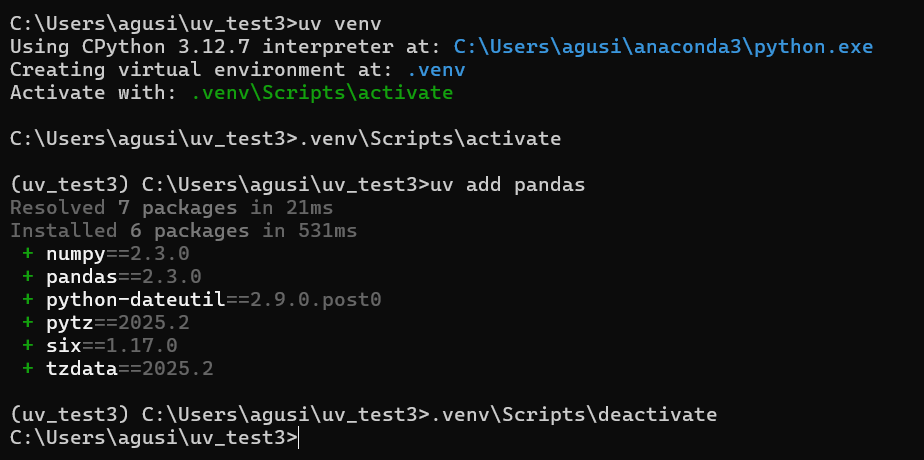 C:\Users\agusi\uv_test3>uv venv
Using CPython 3.12.7 interpreter at: C:\Users\agusi\anaconda3\python.exe
Creating virtual environment at: .venv
Activate with: .venv\Scripts\activate
C:\Users\agusi\uv_test3>.venv\Scripts\activate
(uv_test3) C:\Users\agusi\uv_test3>uv add pandas
Resolved 7 packages in 21ms
Installed 6 packages in 531ms
+ numpy==2.3.0
+ pandas==2.3.0
+ python-dateutil==2.9.0.post0
+ pytz==2025.2
+ six==1.17.0
+ tzdata==2025.2
(uv_test3) C:\Users\agusi\uv_test3>.venv\Scripts\deactivate
C:\Users\agusi\uv_test3>